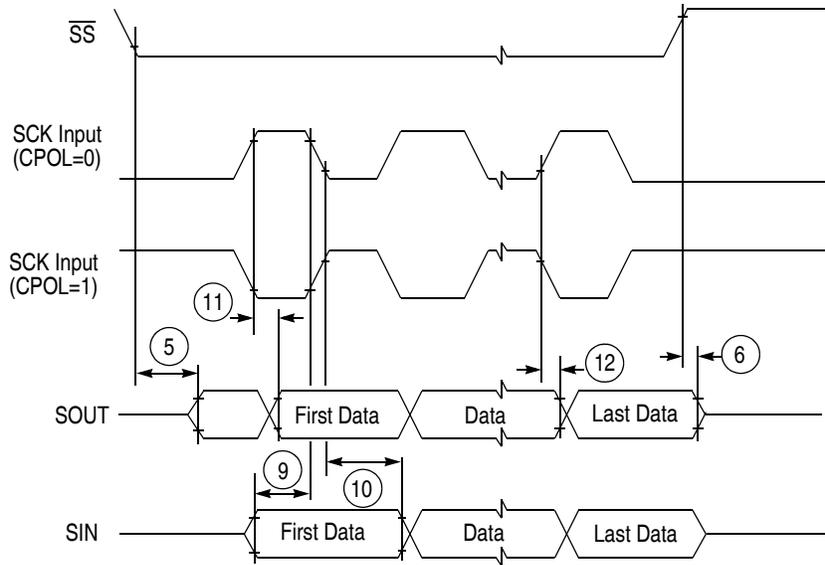 SS
SCK Input
(CPOL=0)
SCK Input
(CPOL=1)
11
5
12
6
SOUT
First Data
Data
Last Data
9
10
SIN
First Data
Data
Last Data